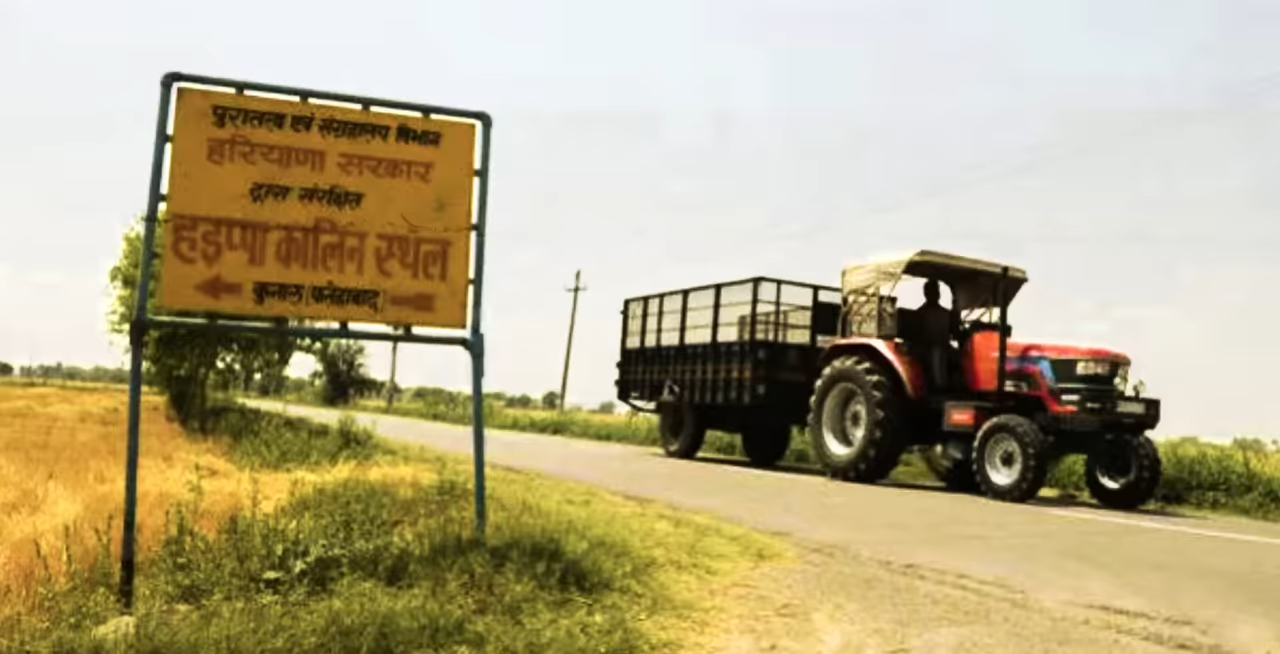 पुरातत्व एवं संग्रहालय विभाग
हरियाणा सरकार
द्वारा संरक्षित
हड़प्पा कालिन स्थल
कुनाल (फतेहाबाद)